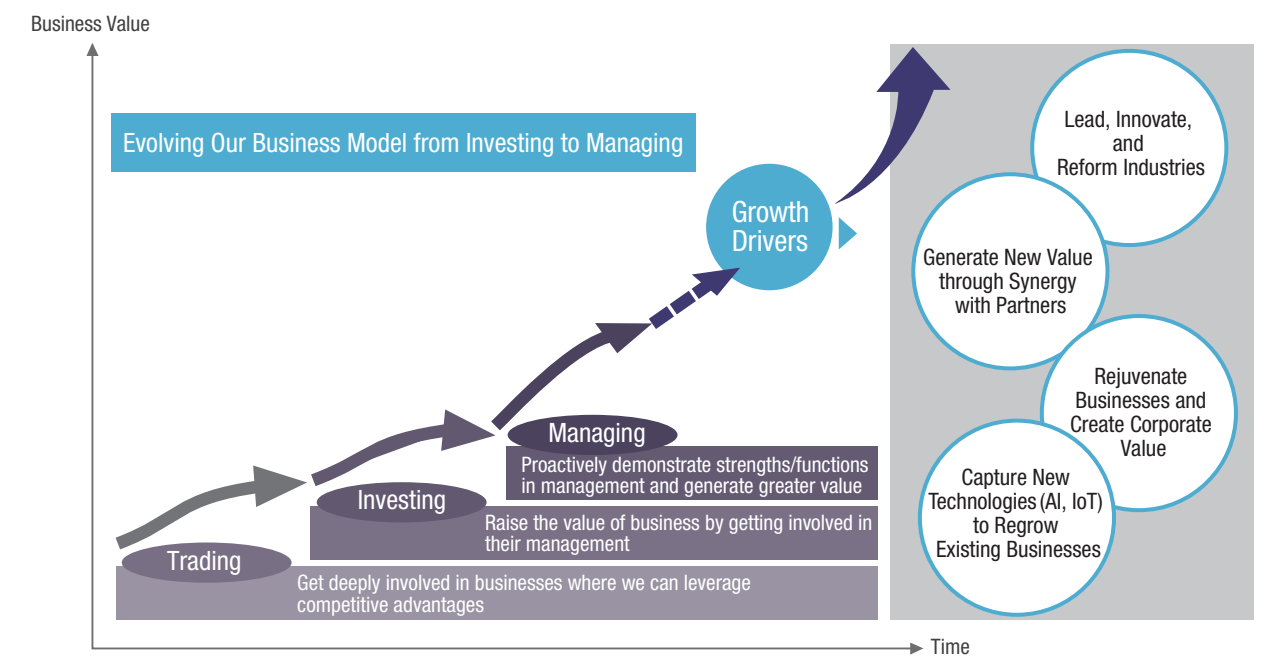 Business Value
Evolving Our Business Model from Investing to Managing
Growth
Drivers
Managing
Proactively demonstrate strengths/functions
in management and generate greater value
Investing
Raise the value of business by getting involved in
their management
Trading
Get deeply involved in businesses where we can leverage
competitive advantages
Lead, Innovate,
and
Reform Industries
Generate New Value
through Synergy
with Partners
Rejuvenate
Businesses and
Create Corporate
Value
Capture New
Technologies (AI, IoT)
to Regrow
Existing Businesses
Time